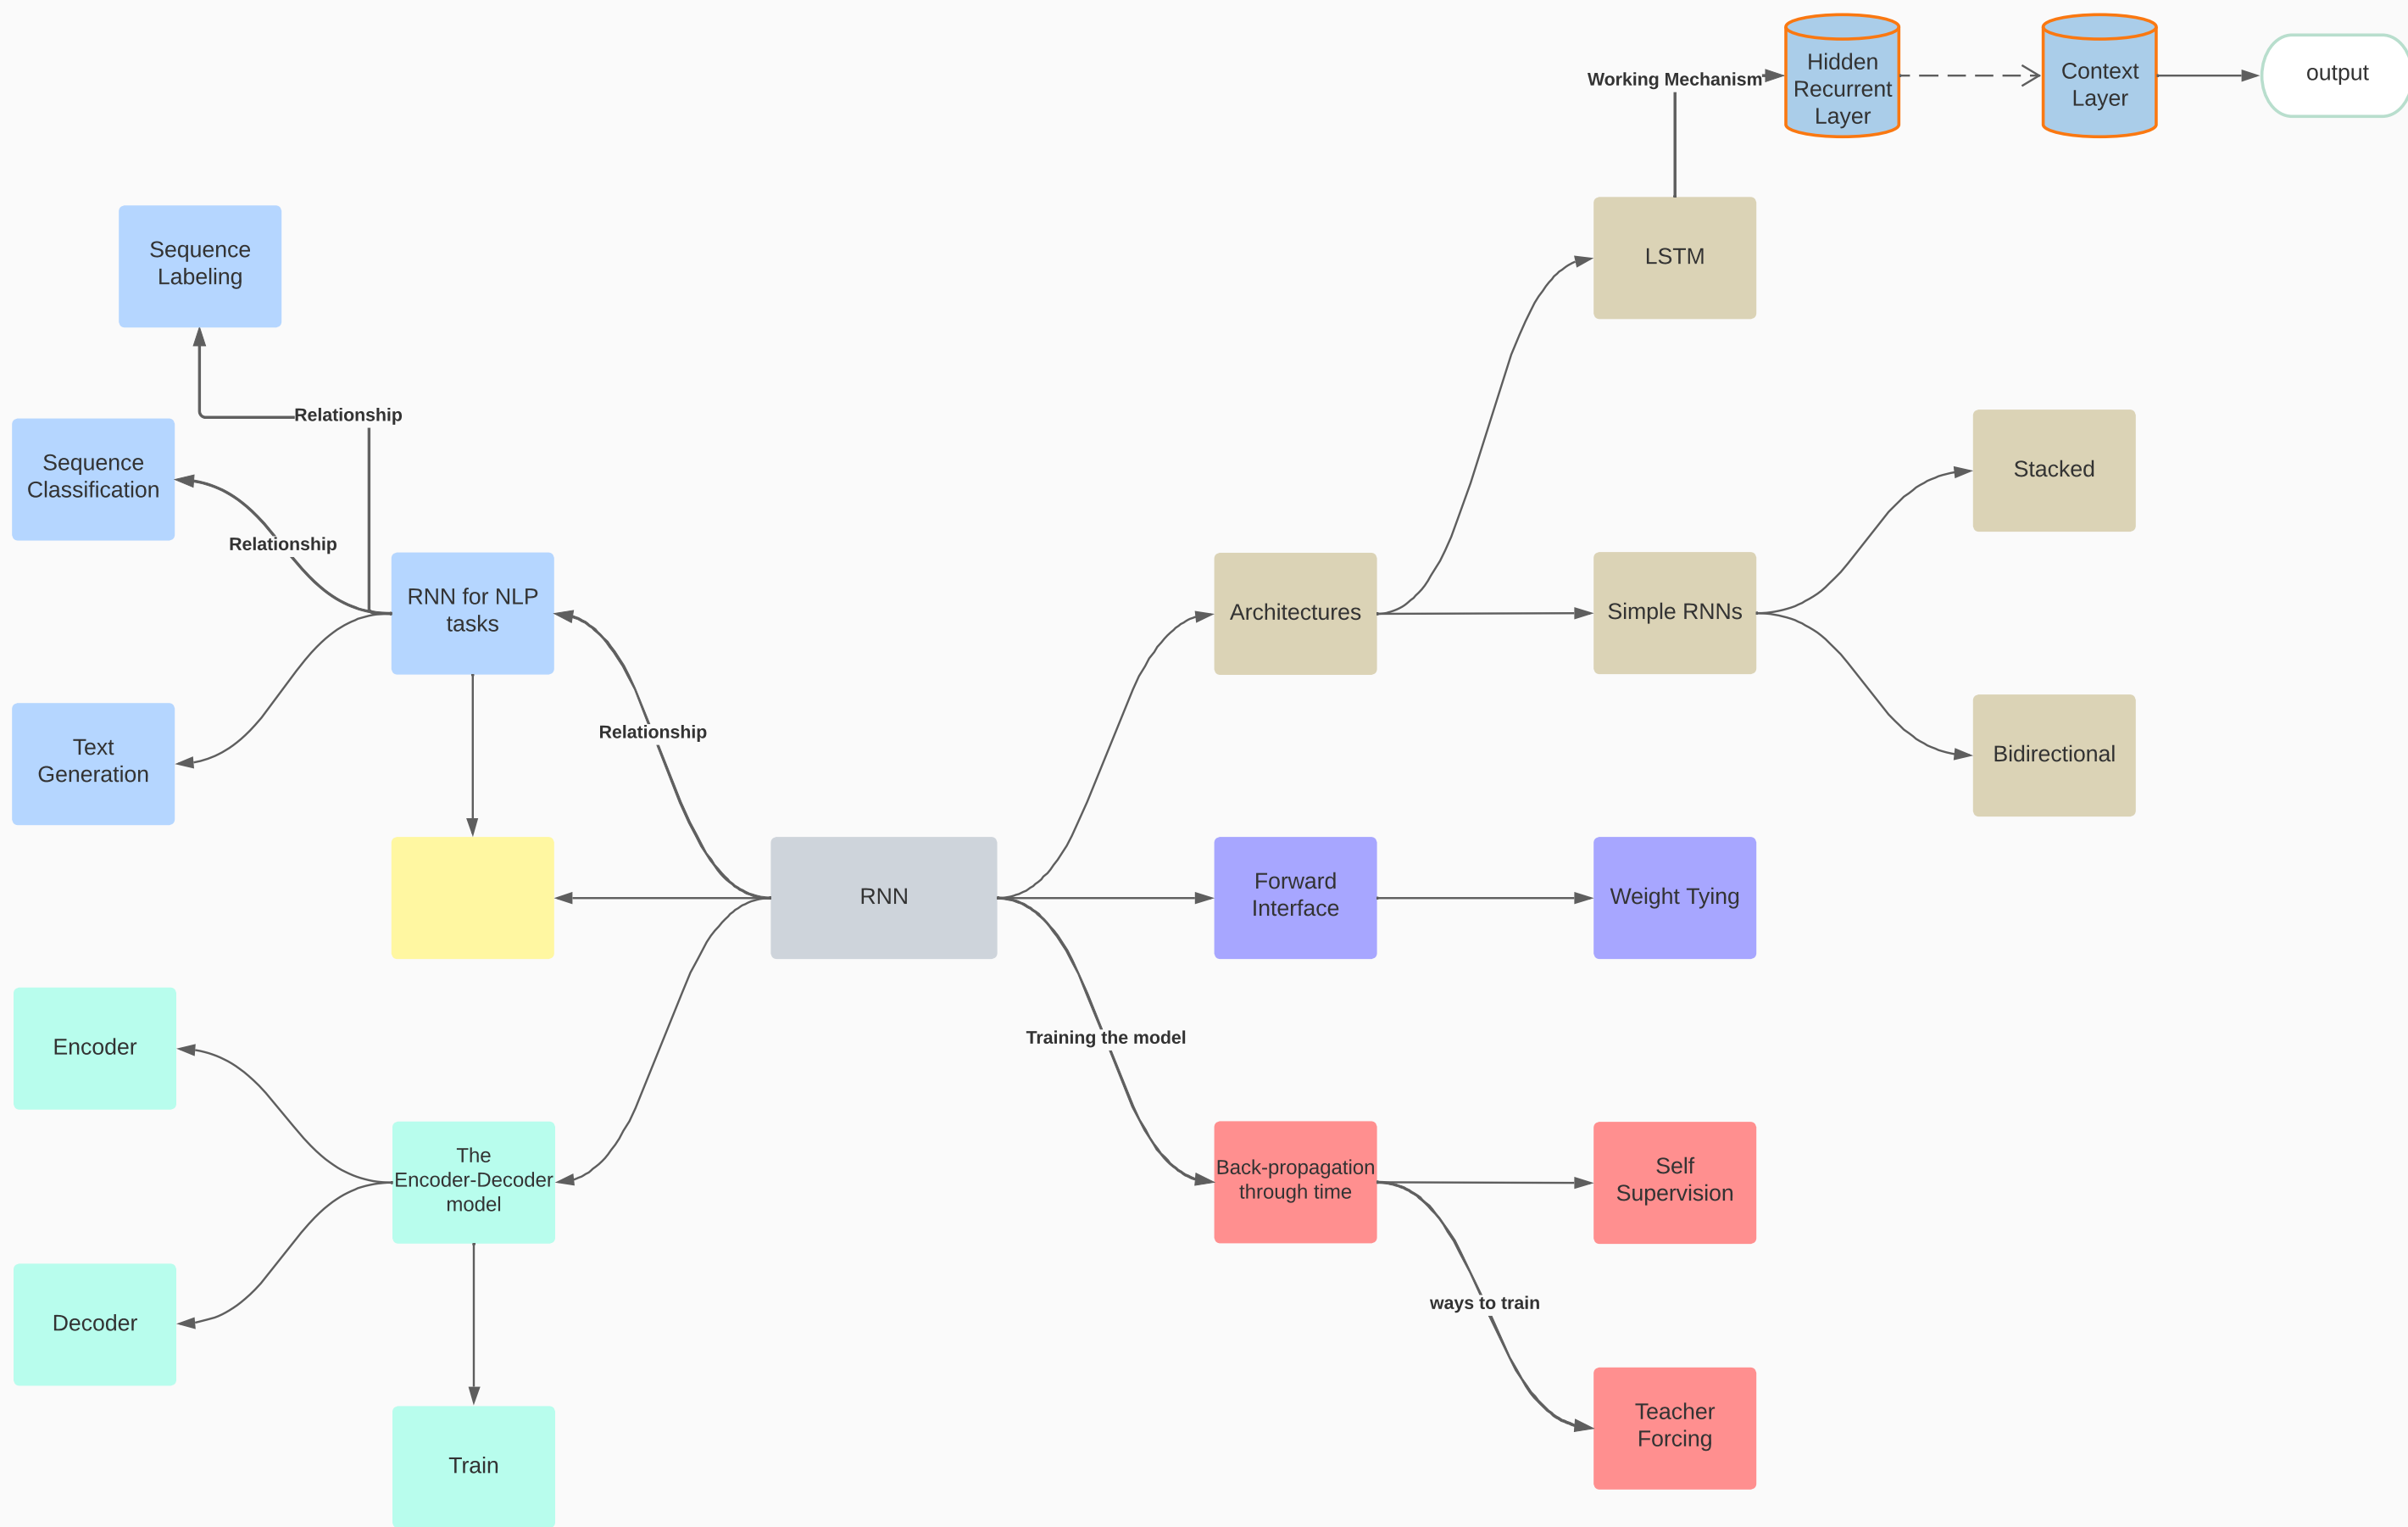 Hidden
Recurrent
Layer
Context
Layer
output
Working Mechanism
Sequence
Labeling
LSTM
Relationship
Sequence
Classification
Stacked
Relationship
RNN for NLP
tasks
Architectures
Simple RNNs
Text
Generation
Relationship
Bidirectional
RNN
Forward
Interface
Weight Tying
Encoder
Training the model
The
Encoder-Decoder
model
Back-propagation
through time
Self
Supervision
Decoder
ways to train
Train
Teacher
Forcing